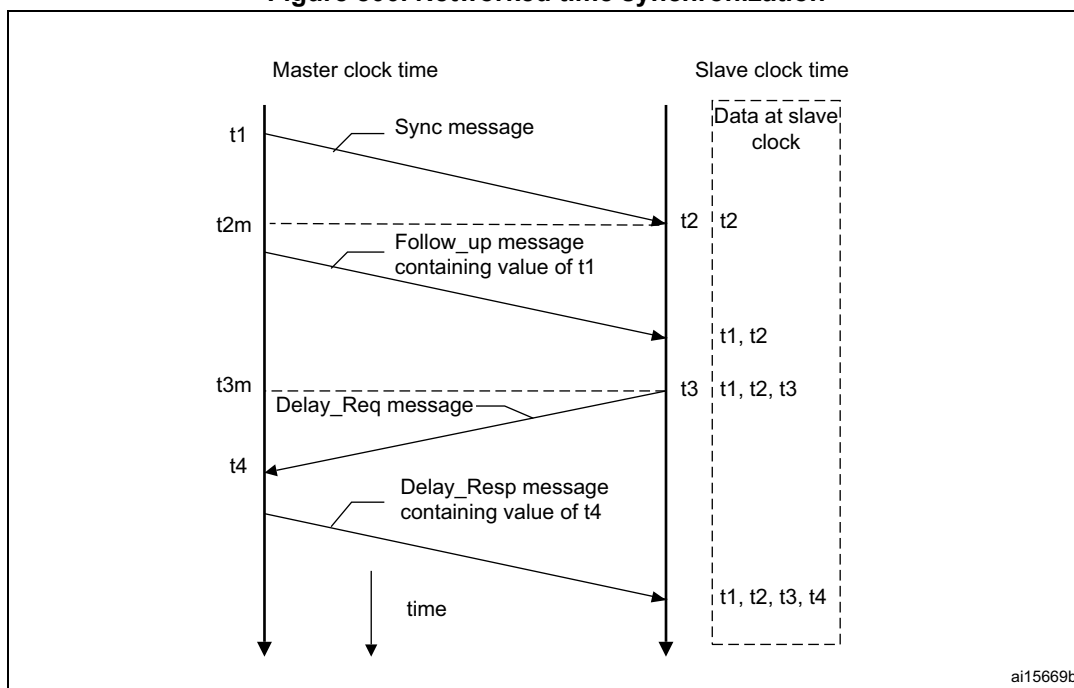 Master clock time
Slave clock time
Data at slave
clock
t1
Sync message
t2m
t2
t2
Follow_up message
containing value of t1
t1, t2
t3m
t3
t1, t2, t3
Delay_Req message
t4
Delay_Resp message
containing value of t4
t1, t2, t3, t4
time
ai15669b